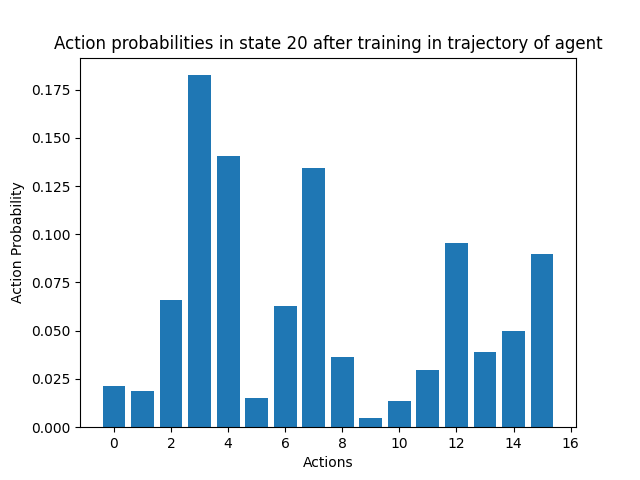 Action probabilities in state 20 after training in trajectory of agent
Action Probability
0.175
0.150
0.125
0.100
0.075
0.050
0.025
0.000
0 2 4 6 8 10 12 14 16
Actions